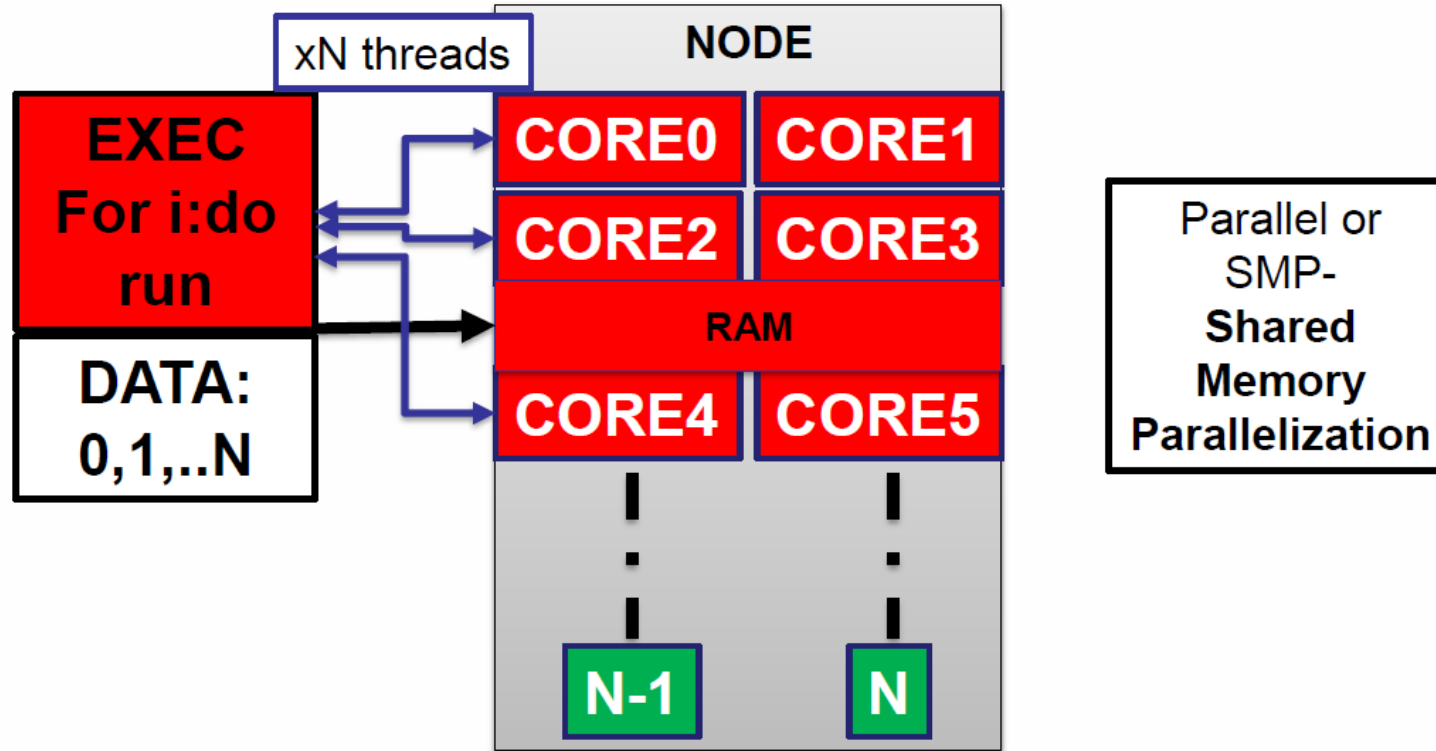 xN threads
NODE
EXEC
For i:do
run
DATA:
0,1,..N
CORE0 CORE1
CORE2 CORE3
RAM
CORE4 CORE5
N-1 N
Parallel or
SMP-
Shared
Memory
Parallelization